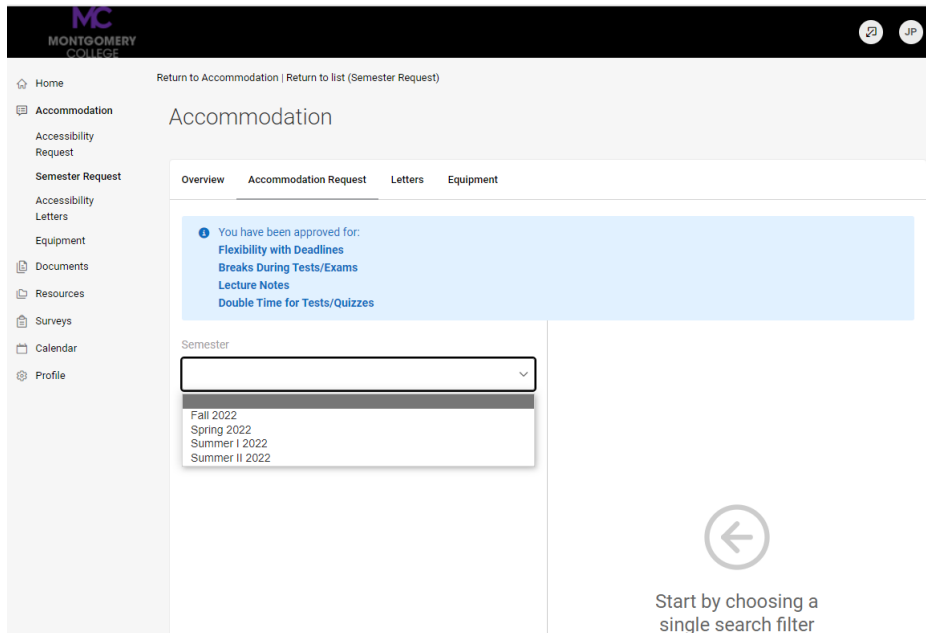 MC
MONTGOMERY
COLLEGE
JP
Home
Accommodation
Accessibility
Request
Semester Request
Accessibility
Letters
Equipment
Documents
Resources
Surveys
Calendar
Profile
Return to Accommodation | Return to list (Semester Request)
Accommodation
Overview Accommodation Request Letters Equipment
You have been approved for:
Flexibility with Deadlines
Breaks During Tests/Exams
Lecture Notes
Double Time for Tests/Quizzes
Semester
Fall 2022
Spring 2022
Summer I 2022
Summer II 2022
Start by choosing a
single search filter